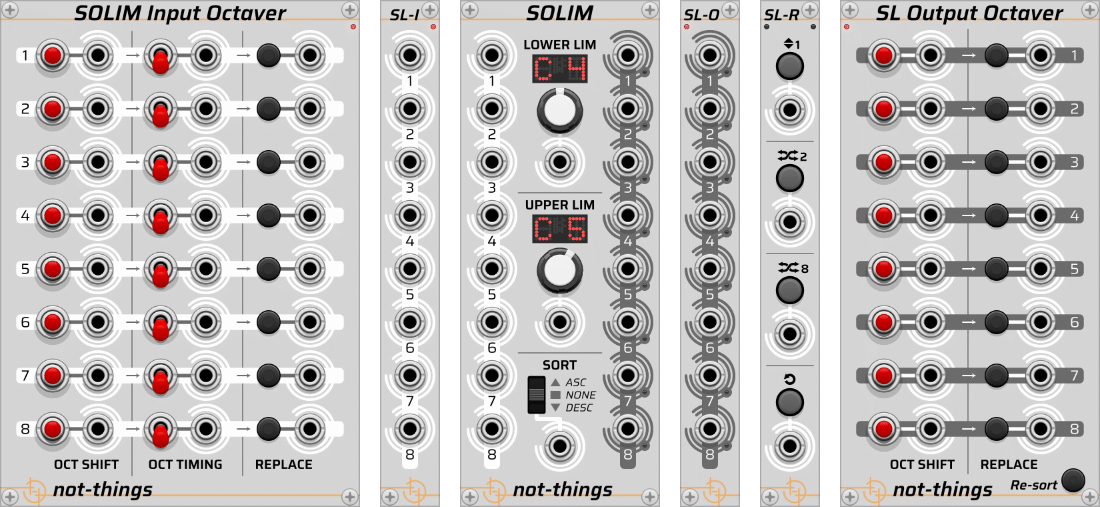 SOLIM Input Octaver
1
2
3
4
5
6
7
8
OCT SHIFT
OCT TIMING
REPLACE
not-things
SL-I
1
2
3
4
5
6
7
8
SOLIM
1
2
3
4
5
6
7
8
LOWER LIM
C 4
UPPER LIM
C 5
SORT
ASC
NONE
DESC
1
2
3
4
5
6
7
8
not-things
SL-O
1
2
3
4
5
6
7
8
SL-R
1
2
8
SL Output Octaver
1
2
3
4
5
6
7
8
OCT SHIFT
REPLACE
Re-sort
not-things